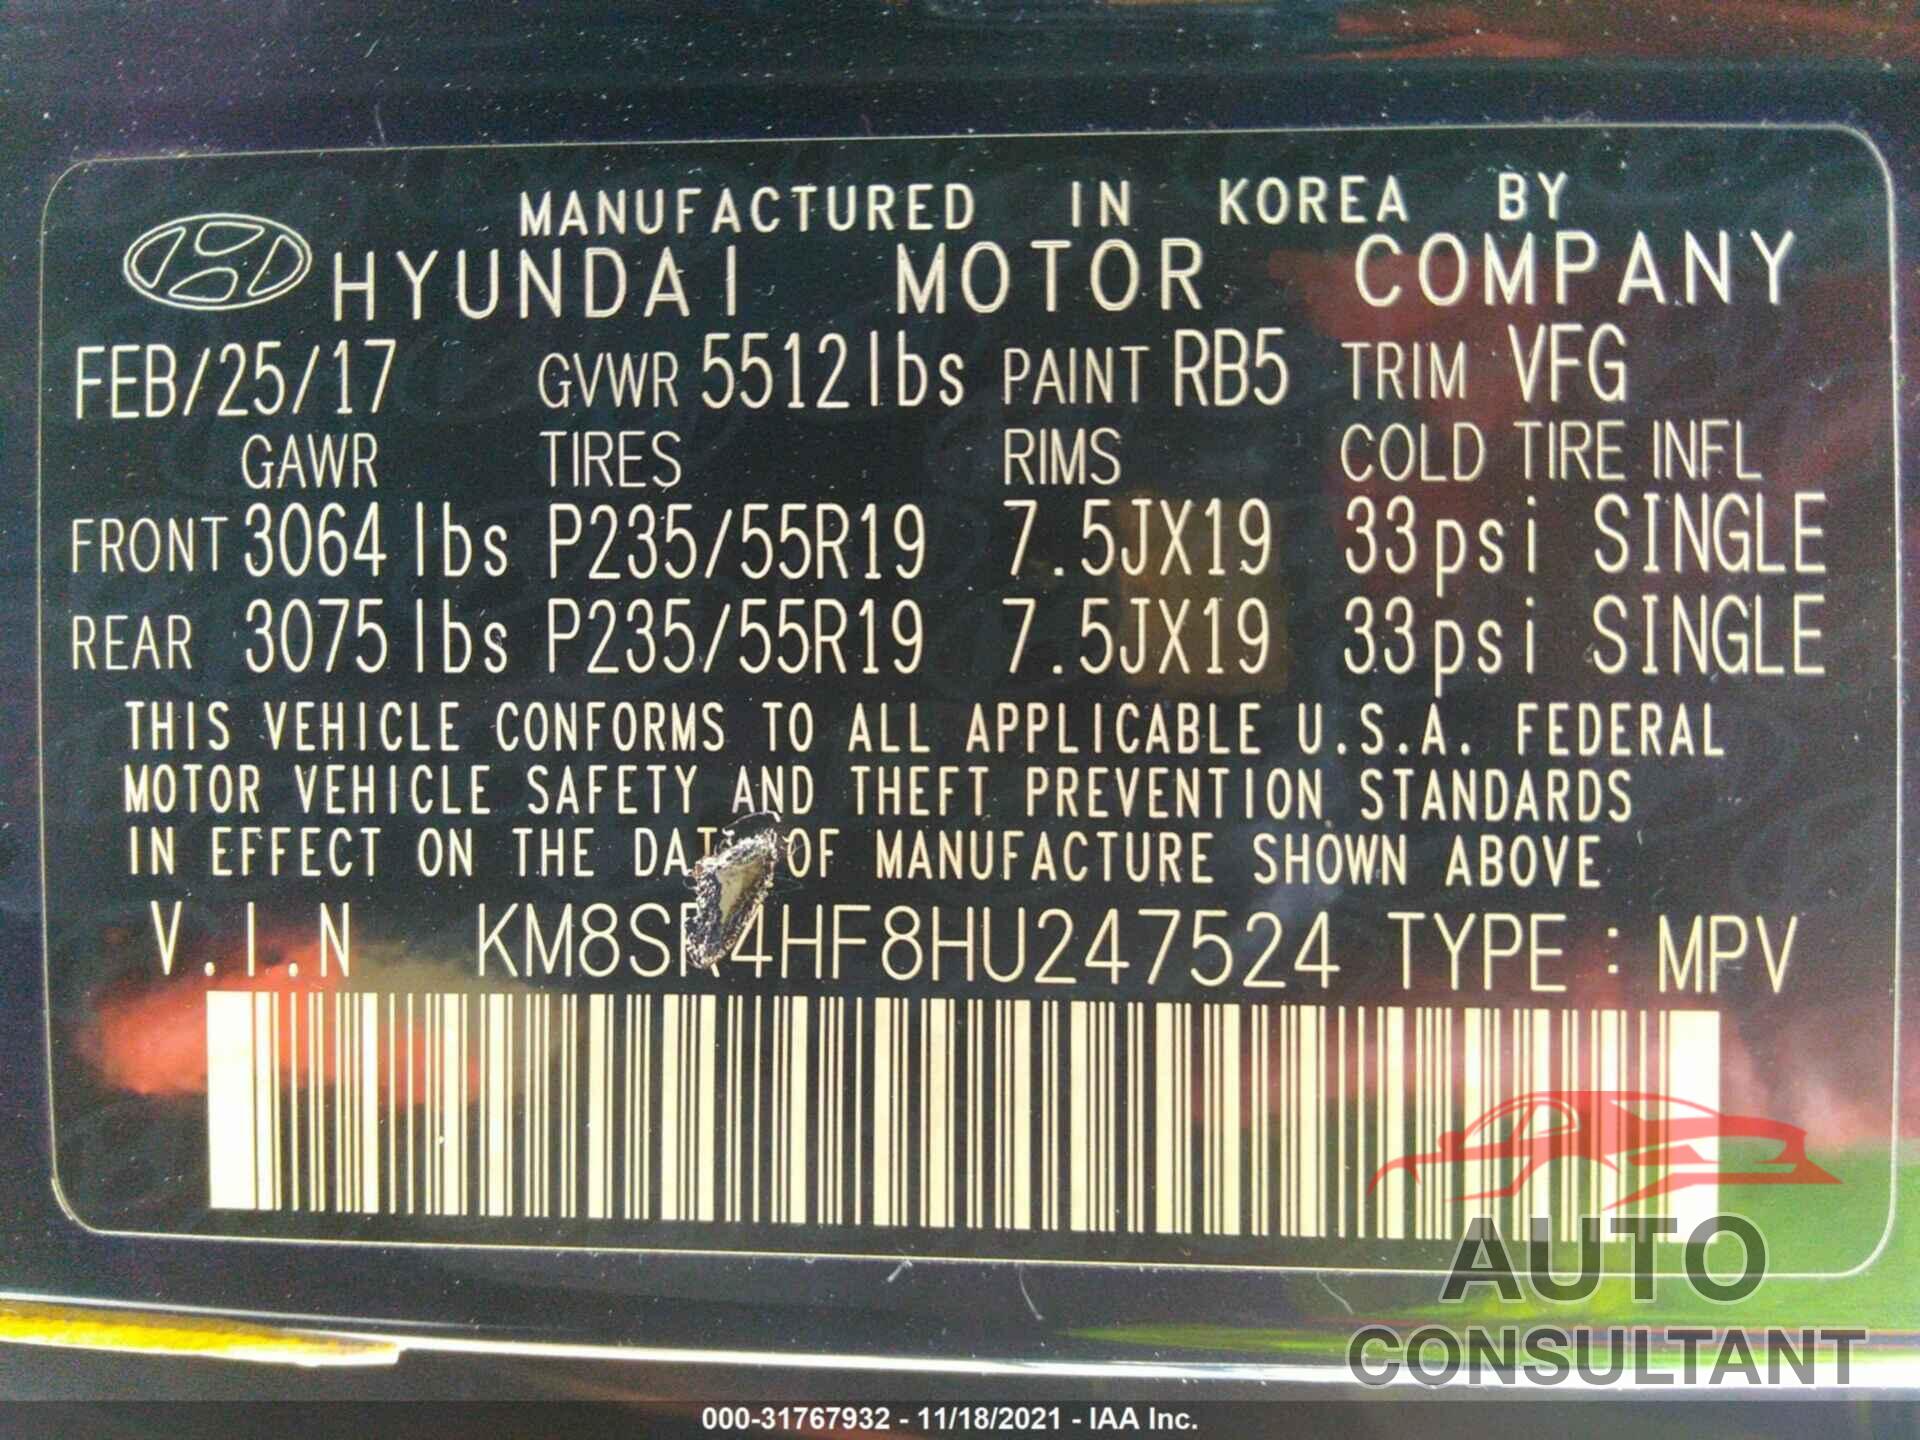 MANUFACTURED IN KOREA BY
HYUNDAI MOTOR COMPANY
FEB/25/17 GVWR 5512lbs PAINT RB5 TRIM VFG
GAWR TIRES RIMS COLD TIRE INFL
FRONT 3064lbs P235/55R19 7.5JX19 33psi SINGLE
REAR 3075lbs P235/55R19 7.5JX19 33psi SINGLE
THIS VEHICLE CONFORMS TO ALL APPLICABLE U.S.A. FEDERAL
MOTOR VEHICLE SAFETY AND THEFT PREVENTION STANDARDS
IN EFFECT ON THE DATE OF MANUFACTURE SHOWN ABOVE
V.I.N KM8SR4HF8HU247524 TYPE : MPV
AUTO
CONSULTANT
000-31767932 - 11/18/2021 - IAA Inc.